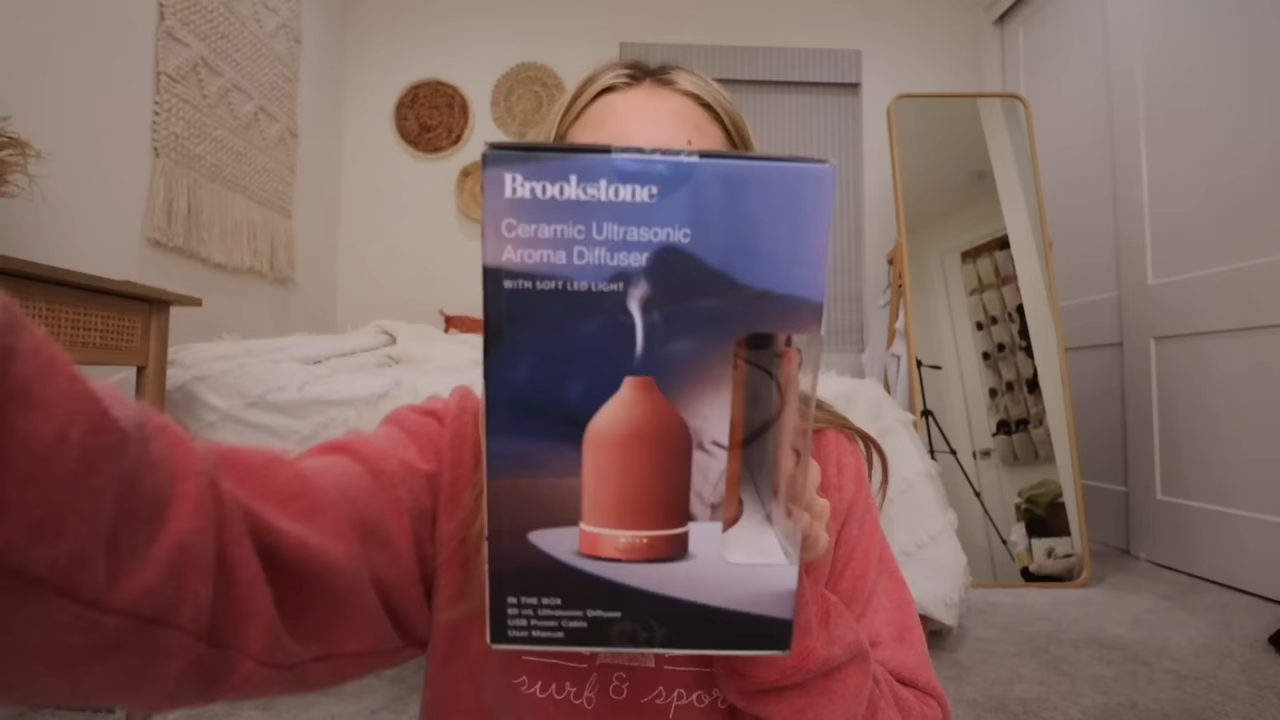 Brookstone
Ceramic Ultrasonic
Aroma Diffuser
WITH SOFT LED LIGHT
IN THE BOX
80 mL Ultrasonic Diffuser
USB Power Cable
User Manual
surf & spor